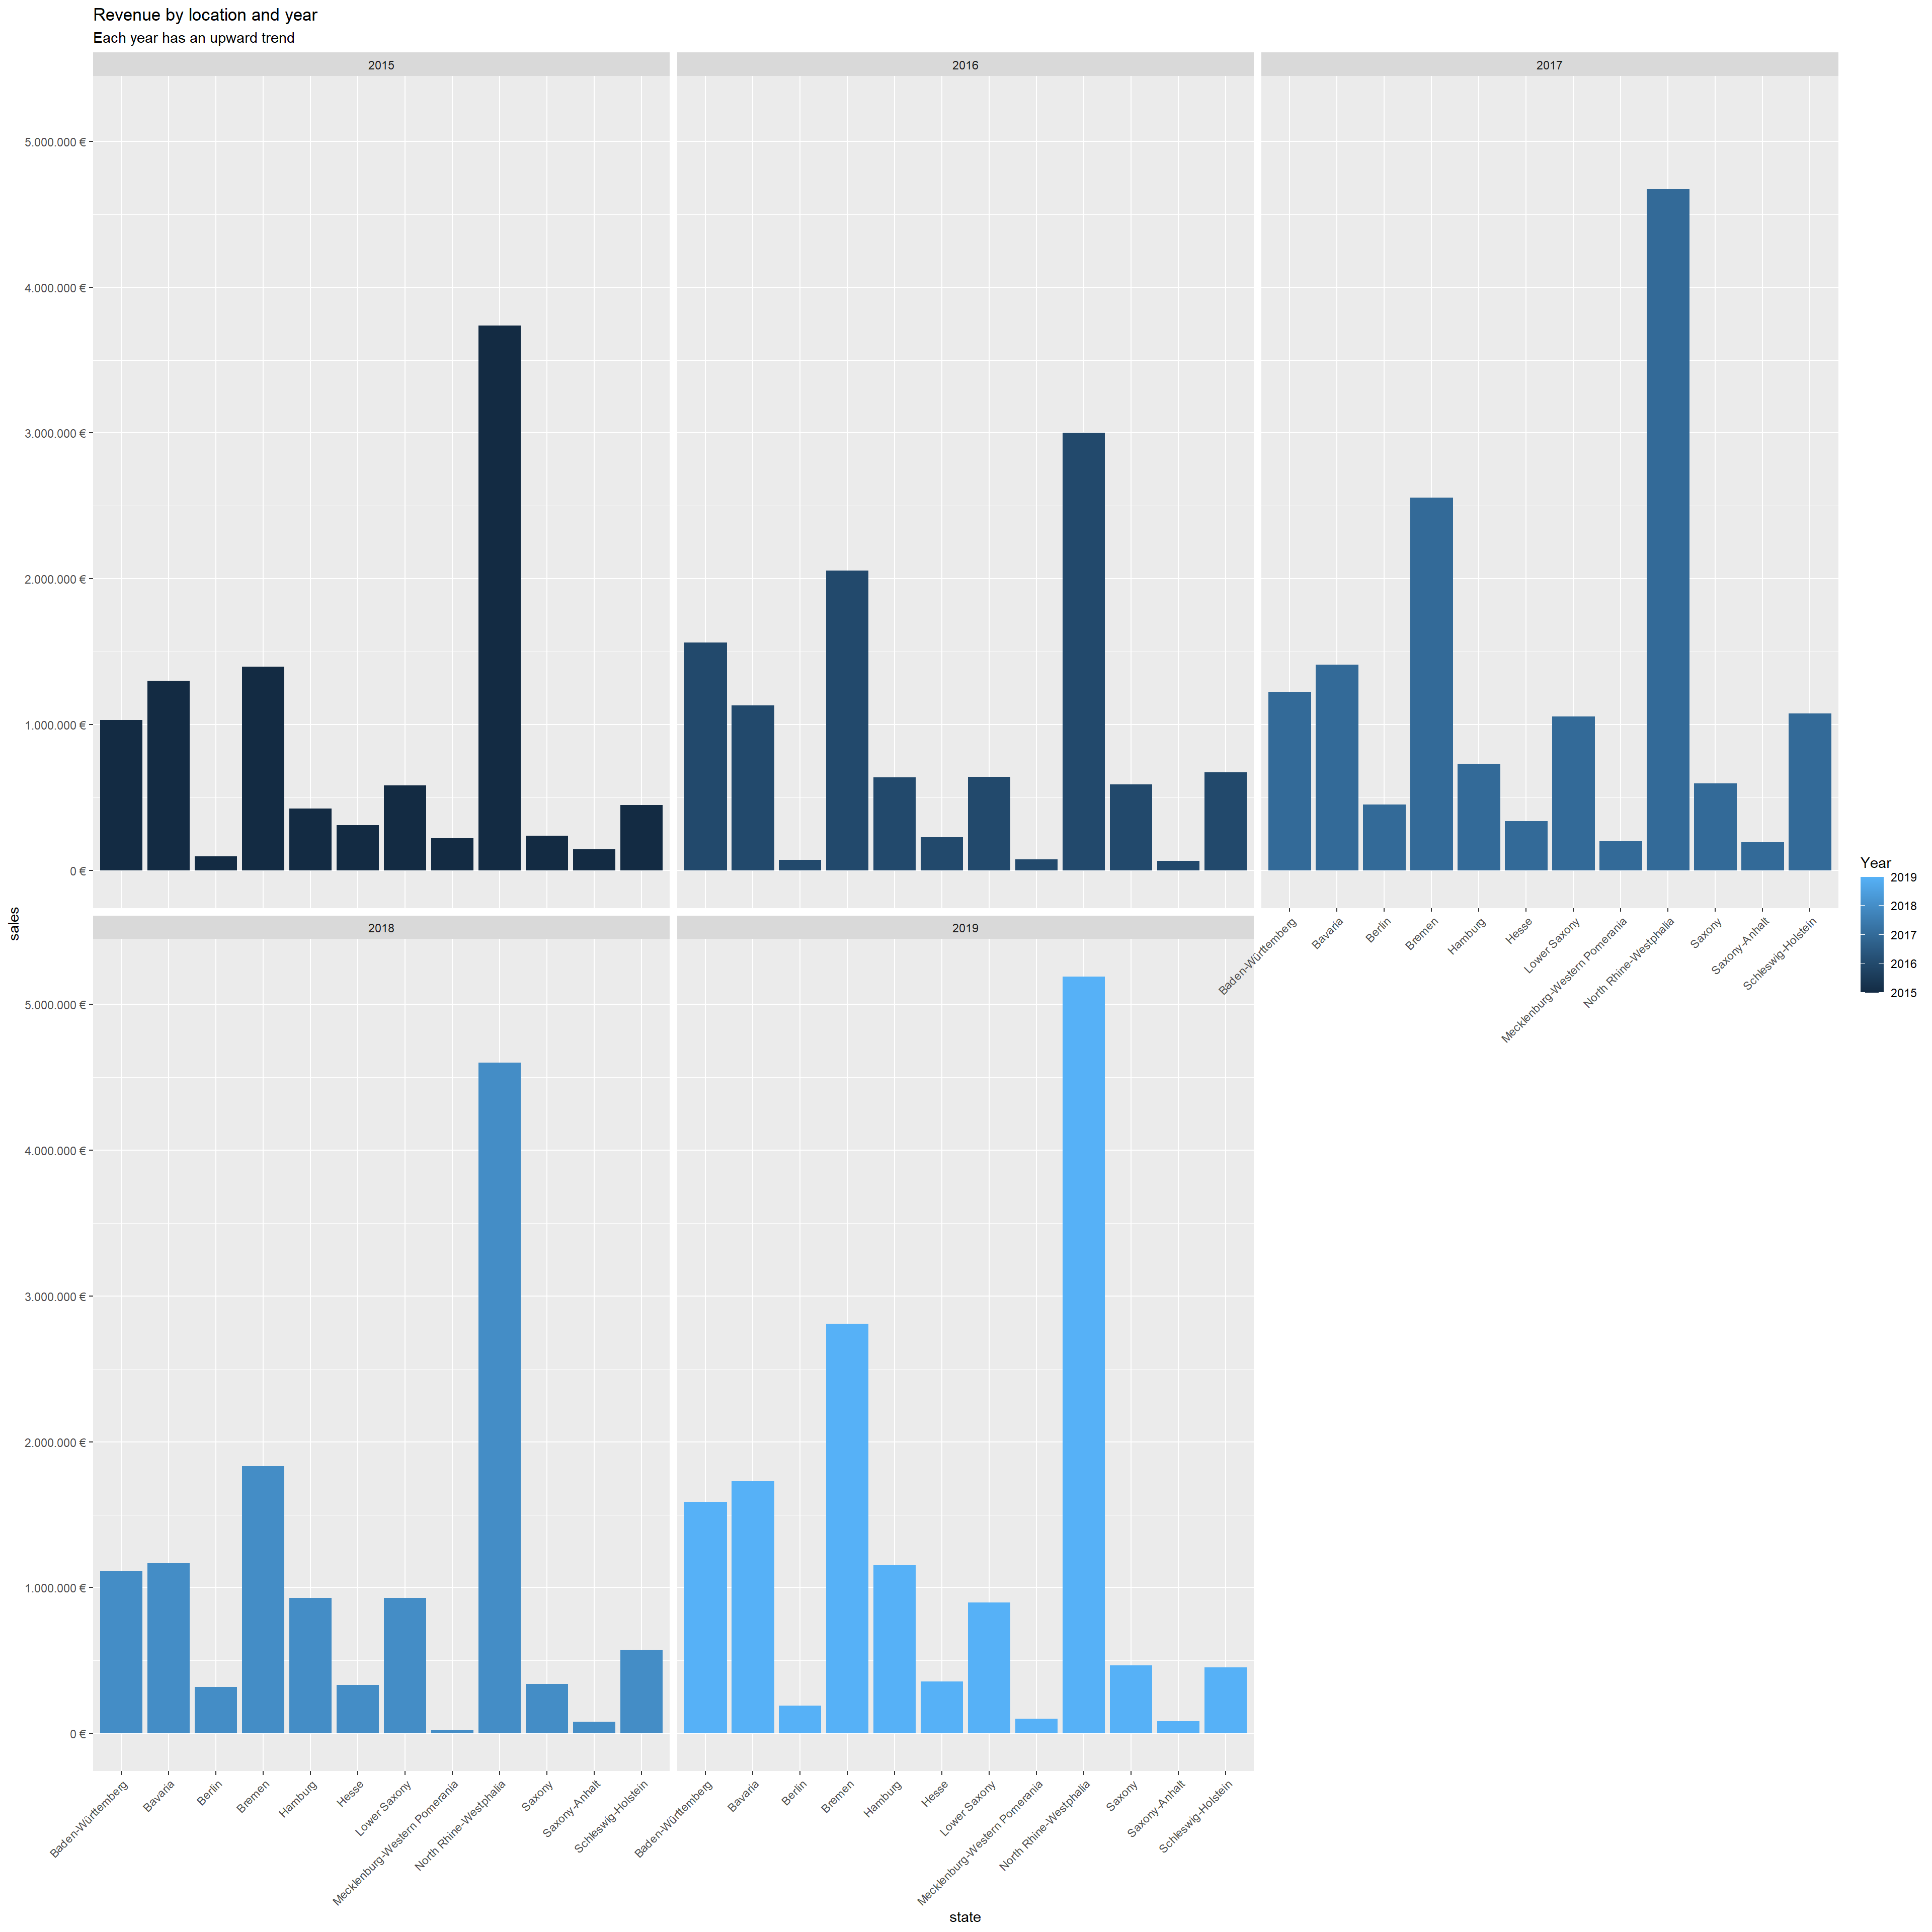 Revenue by location and year
Each year has an upward trend
2015
2016
2017
5.000.000 €
4.000.000 €
3.000.000 €
2.000.000 €
1.000.000 €
0 €
Baden-Württemberg
Bavaria
Berlin
Bremen
Hamburg
Hesse
Lower Saxony
Mecklenburg-Western Pomerania
North Rhine-Westphalia
Saxony
Saxony-Anhalt
Schleswig-Holstein
sales
2018
2019
5.000.000 €
4.000.000 €
3.000.000 €
2.000.000 €
1.000.000 €
0 €
Baden-Württemberg
Bavaria
Berlin
Bremen
Hamburg
Hesse
Lower Saxony
Mecklenburg-Western Pomerania
North Rhine-Westphalia
Saxony
Saxony-Anhalt
Schleswig-Holstein
Baden-Württemberg
Bavaria
Berlin
Bremen
Hamburg
Hesse
Lower Saxony
Mecklenburg-Western Pomerania
North Rhine-Westphalia
Saxony
Saxony-Anhalt
Schleswig-Holstein
state
Year
2019
2018
2017
2016
2015